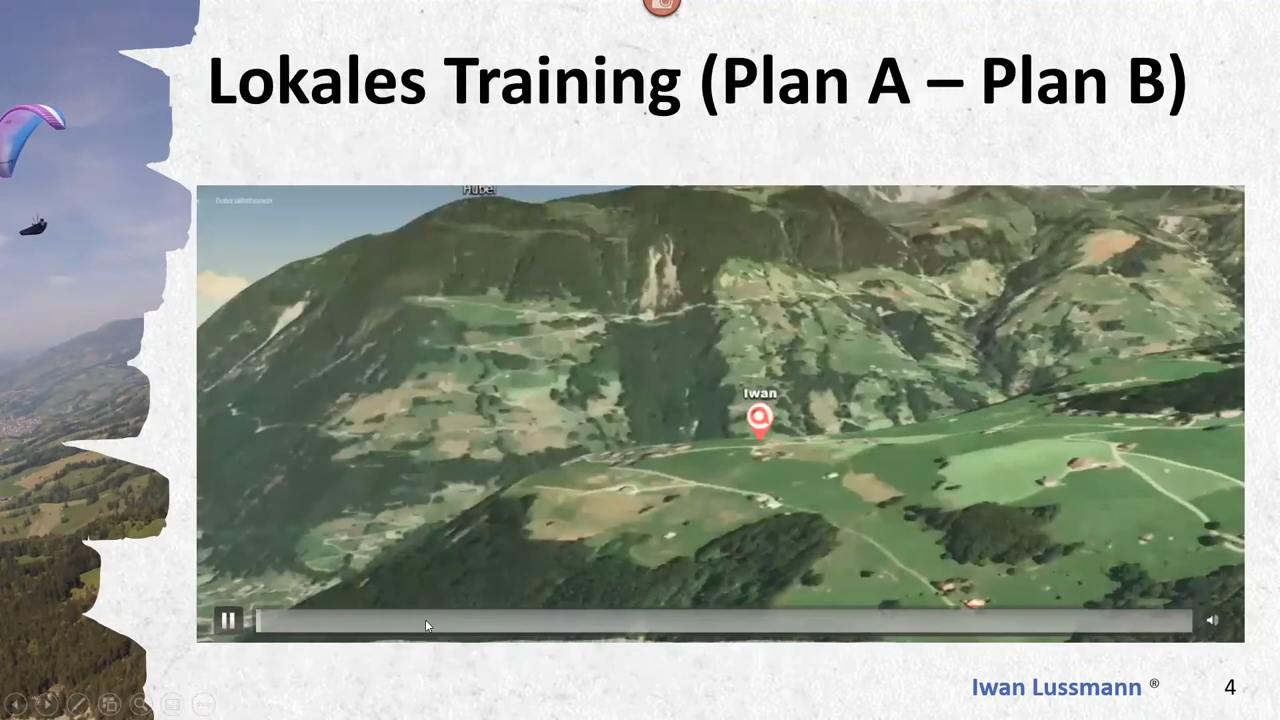 Lokales Training (Plan A – Plan B)
Hubel
Iwan
Iwan Lussmann ®
4